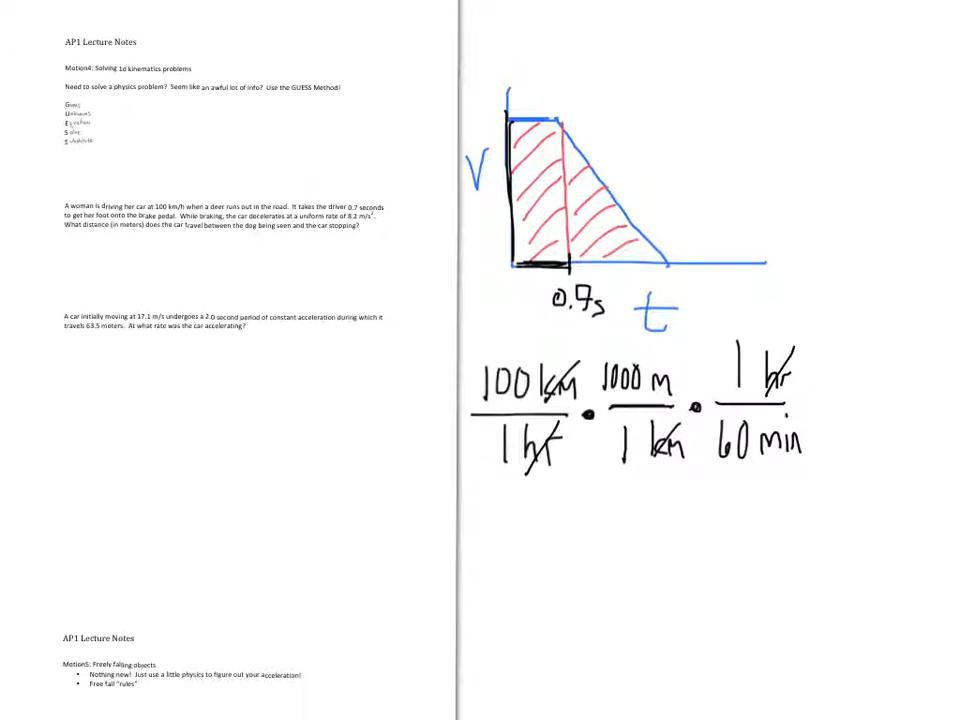 AP1 Lecture Notes
Motion4: Solving 1d kinematics problems
Need to solve a physics problem? Seem like an awful lot of info? Use the GUESS Method!
Givens
Unknowns
Equation
Solve
Substitute
A woman is driving her car at 100 km/h when a deer runs out in the road. It takes the driver 0.7 seconds
to get her foot onto the brake pedal. While braking, the car decelerates at a uniform rate of 8.2 m/s².
What distance (in meters) does the car travel between the dog being seen and the car stopping?
A car initially moving at 17.1 m/s undergoes a 2.0 second period of constant acceleration during which it
travels 63.5 meters. At what rate was the car accelerating?
AP1 Lecture Notes
Motion5: Freely falling objects
• Nothing new! Just use a little physics to figure out your acceleration!
• Free fall "rules"
V
0.7s
t
100 km 1000 m 1 hr
1 hr • 1 km • 60 min